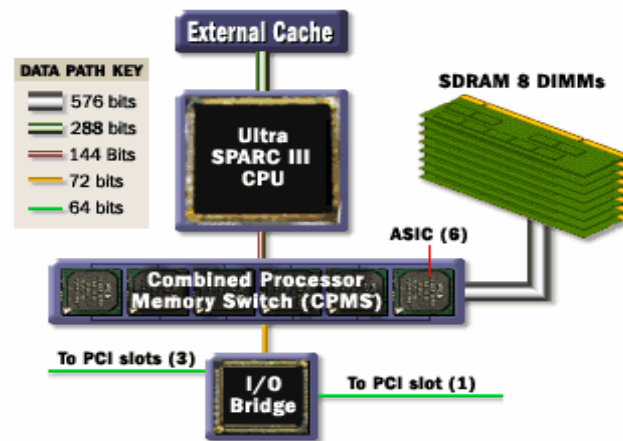 External Cache
DATA PATH KEY
576 bits
288 bits
144 Bits
72 bits
64 bits
Ultra
SPARC III
CPU
SDRAM 8 DIMMs
ASIC (6)
Combined Processor
Memory Switch (CPMS)
To PCI slots (3)
I/O
Bridge
To PCI slot (1)